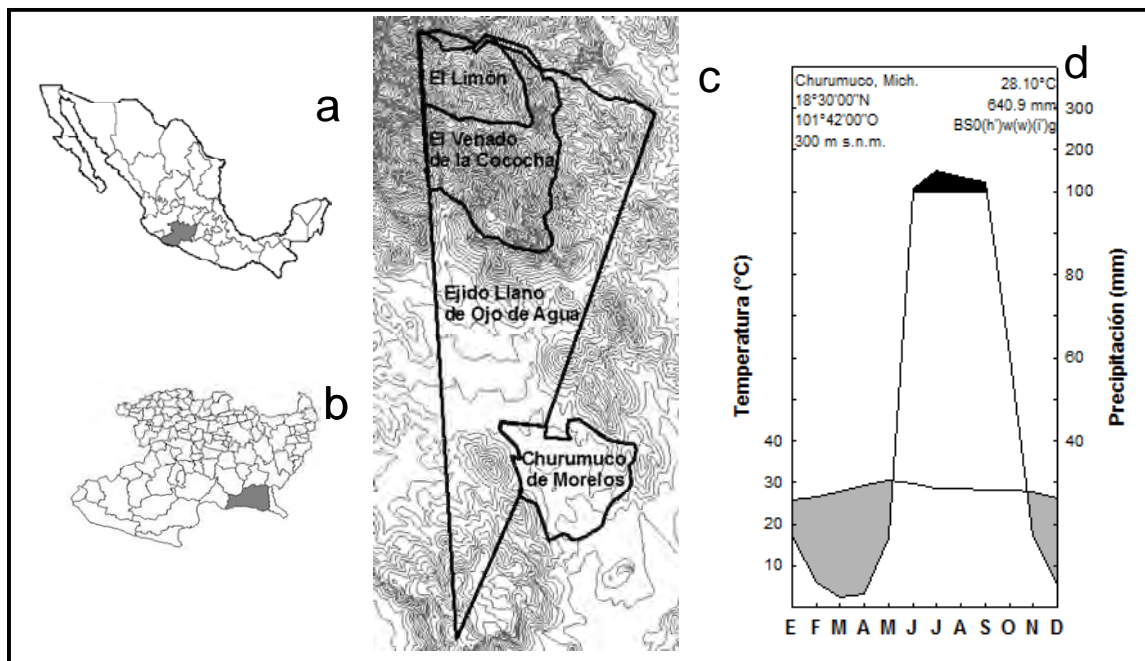 a
b
c
El Limón
El Venado
de la Cococha
Ejido Llano
de Ojo de Agua
Churumuco
de Morelos
d
Churumuco, Mich.
18°30'00"N
101°42'00"O
300 m s.n.m.
28.10°C
640.9 mm
BS0(h')w(w)(i')g
Temperatura (°C)
40
30
20
10
300
200
100
80
60
40
Precipitación (mm)
E F M A M J J A S O N D